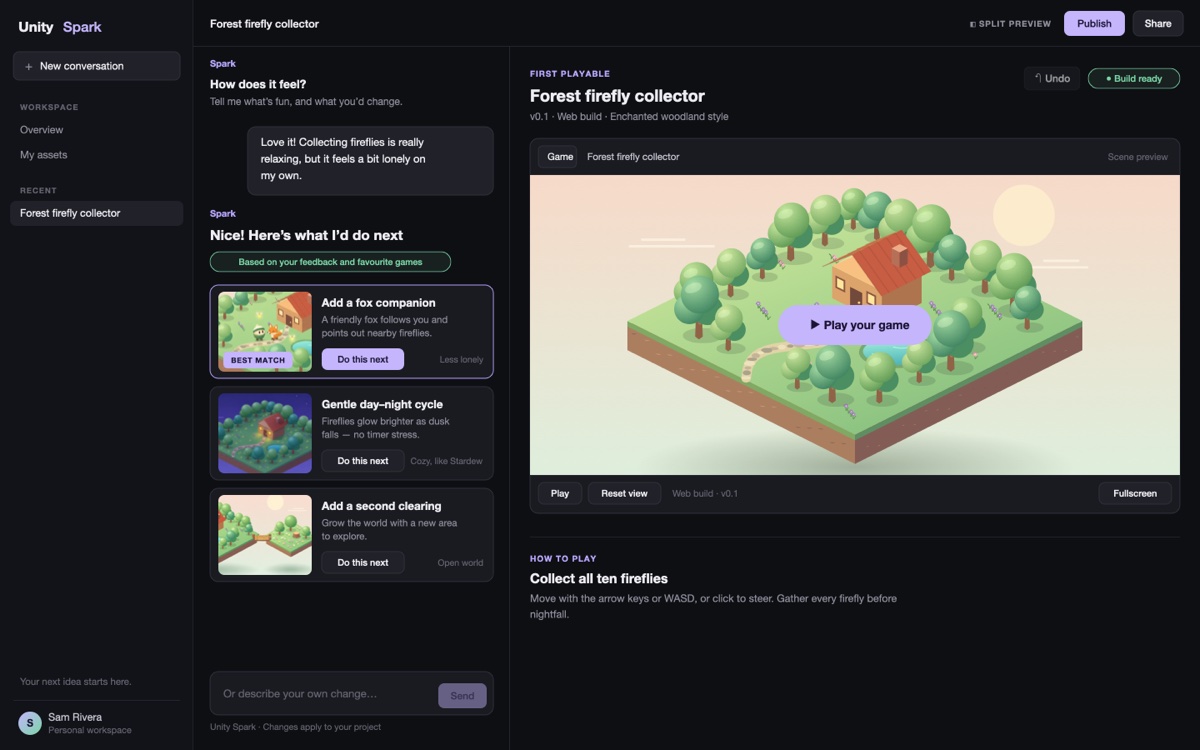 Unity Spark
+ New conversation
WORKSPACE
Overview
My assets
RECENT
Forest firefly collector
Your next idea starts here.
S
Sam Rivera
Personal workspace
Forest firefly collector
SPLIT PREVIEW
Publish
Share
Spark
How does it feel?
Tell me what's fun, and what you'd change.
Love it! Collecting fireflies is really
relaxing, but it feels a bit lonely on
my own.
Spark
Nice! Here's what I'd do next
Based on your feedback and favourite games
BEST MATCH
Add a fox companion
A friendly fox follows you and
points out nearby fireflies.
Do this next
Less lonely
Gentle day–night cycle
Fireflies glow brighter as dusk
falls — no timer stress.
Do this next
Cozy, like Stardew
Add a second clearing
Grow the world with a new area
to explore.
Do this next
Open world
Or describe your own change…
Send
Unity Spark · Changes apply to your project
FIRST PLAYABLE
Forest firefly collector
v0.1 · Web build · Enchanted woodland style
Undo
Build ready
Game
Forest firefly collector
Scene preview
Play your game
Play
Reset view
Web build · v0.1
Fullscreen
HOW TO PLAY
Collect all ten fireflies
Move with the arrow keys or WASD, or click to steer. Gather every firefly before
nightfall.